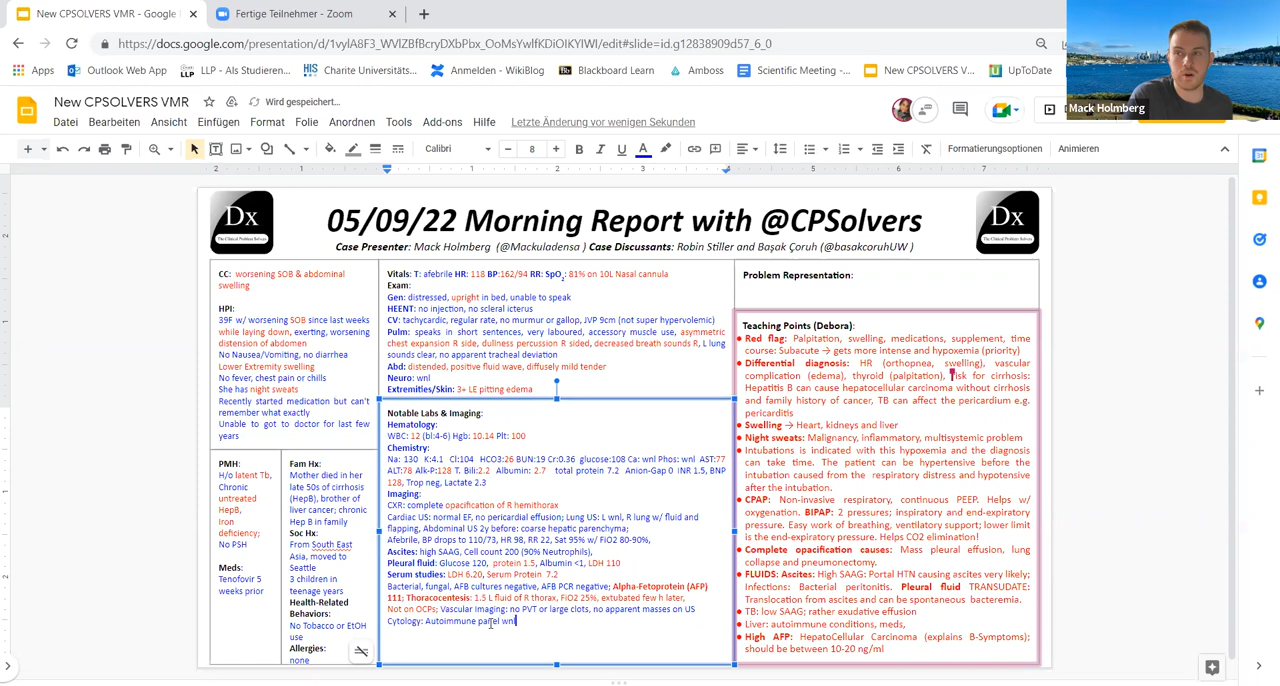 New CPSOLVERS VMR - Google
Fertige Teilnehmer - Zoom
https://docs.google.com/presentation/d/1vylA8F3_WVlZBfBcryDXbPbx_OoMsYwlfKDiOIKYIWI/edit#slide=id.g12838909d57_6_0
Apps
Outlook Web App
LLP - Als Studieren...
Charite Universitäts...
Anmelden - WikiBlog
Blackboard Learn
Amboss
Scientific Meeting -...
New CPSOLVERS V...
UpToDate
Mack Holmberg
New CPSOLVERS VMR
Wird gespeichert...
Datei Bearbeiten Ansicht Einfügen Format Folie Anordnen Tools Add-ons Hilfe
Letzte Änderung vor wenigen Sekunden
Calibri
8
Formatierungsoptionen
Animieren
2 1 1 2 3 4 5 6 7
Dx
The Clinical Problem Solvers
05/09/22 Morning Report with @CPSolvers
Case Presenter: Mack Holmberg (@Mackuladensa ) Case Discussants: Robin Stiller and Başak Çoruh (@basakcoruhUW )
Dx
The Clinical Problem Solvers
CC: worsening SOB & abdominal
swelling
HPI:
39F w/ worsening SOB since last weeks
while laying down, exerting, worsening
distension of abdomen
No Nausea/Vomiting, no diarrhea
Lower Extremity swelling
No fever, chest pain or chills
She has night sweats
Recently started medication but can't
remember what exactly
Unable to got to doctor for last few
years
PMH:
H/o latent Tb,
Chronic
untreated
HepB,
Iron
deficiency;
No PSH
Meds:
Tenofovir 5
weeks prior
Fam Hx:
Mother died in her
late 50s of cirrhosis
(HepB), brother of
liver cancer; chronic
Hep B in family
Soc Hx:
From South East
Asia, moved to
Seattle
3 children in
teenage years
Health-Related
Behaviors:
No Tobacco or EtOH
use
Allergies:
none
Vitals: T: afebrile HR: 118 BP:162/94 RR: SpO2: 81% on 10L Nasal cannula
Exam:
Gen: distressed, upright in bed, unable to speak
HEENT: no injection, no scleral icterus
CV: tachycardic, regular rate, no murmur or gallop, JVP 9cm (not super hypervolemic)
Pulm: speaks in short sentences, very laboured, accessory muscle use, asymmetric
chest expansion R side, dullness percussion R sided, decreased breath sounds R, L lung
sounds clear, no apparent tracheal deviation
Abd: distended, positive fluid wave, diffusely mild tender
Neuro: wnl
Extremities/Skin: 3+ LE pitting edema
Notable Labs & Imaging:
Hematology:
WBC: 12 (bl:4-6) Hgb: 10.14 Plt: 100
Chemistry:
Na: 130 K:4.1 Cl:104 HCO3:26 BUN:19 Cr:0.36 glucose:108 Ca: wnl Phos: wnl AST:77
ALT:78 Alk-P:128 T. Bili:2.2 Albumin: 2.7 total protein 7.2 Anion-Gap 0 INR 1.5, BNP
128, Trop neg, Lactate 2.3
Imaging:
CXR: complete opacification of R hemithorax
Cardiac US: normal EF, no pericardial effusion; Lung US: L wnl, R lung w/ fluid and
flapping, Abdominal US 2y before: coarse hepatic parenchyma;
Afebrile, BP drops to 110/73, HR 98, RR 22, Sat 95% w/ FiO2 80-90%,
Ascites: high SAAG, Cell count 200 (90% Neutrophils),
Pleural fluid: Glucose 120, protein 1.5, Albumine <1, LDH 110
Serum studies: LDH 6.20, Serum Protein 7.2
Bacterial, fungal, AFB cultures negative, AFB PCR negative; Alpha-Fetoprotein (AFP)
111; Thoracocentesis: 1.5 L fluid of R thorax, FiO2 25%, extubated few h later,
Not on OCPs; Vascular Imaging: no PVT or large clots, no apparent masses on US
Cytology: Autoimmune panel wnl
Problem Representation:
Teaching Points (Debora):
● Red flag: Palpitation, swelling, medications, supplement, time
course: Subacute → gets more intense and hypoxemia (priority)
● Differential diagnosis: HR (orthopnea, swelling), vascular
complication (edema), thyroid (palpitation), risk for cirrhosis:
Hepatitis B can cause hepatocellular carcinoma without cirrhosis
and family history of cancer, TB can affect the pericardium e.g.
pericarditis
● Swelling → Heart, kidneys and liver
● Night sweats: Malignancy, inflammatory, multisystemic problem
● Intubations is indicated with this hypoxemia and the diagnosis
can take time. The patient can be hypertensive before the
intubation caused from the respiratory distress and hypotensive
after the intubation.
● CPAP: Non-invasive respiratory, continuous PEEP. Helps w/
oxygenation. BIPAP: 2 pressures; inspiratory and end-expiratory
pressure. Easy work of breathing, ventilatory support; lower limit
is the end-expiratory pressure. Helps CO2 elimination!
● Complete opacification causes: Mass pleural effusion, lung
collapse and pneumonectomy.
● FLUIDS: Ascites: High SAAG: Portal HTN causing ascites very likely;
Infections: Bacterial peritonitis. Pleural fluid TRANSUDATE:
Translocation from ascites and can be spontaneous bacteremia.
● TB: low SAAG; rather exudative effusion
● Liver: autoimmune conditions, meds,
● High AFP: HepatoCellular Carcinoma (explains B-Symptoms);
should be between 10-20 ng/ml